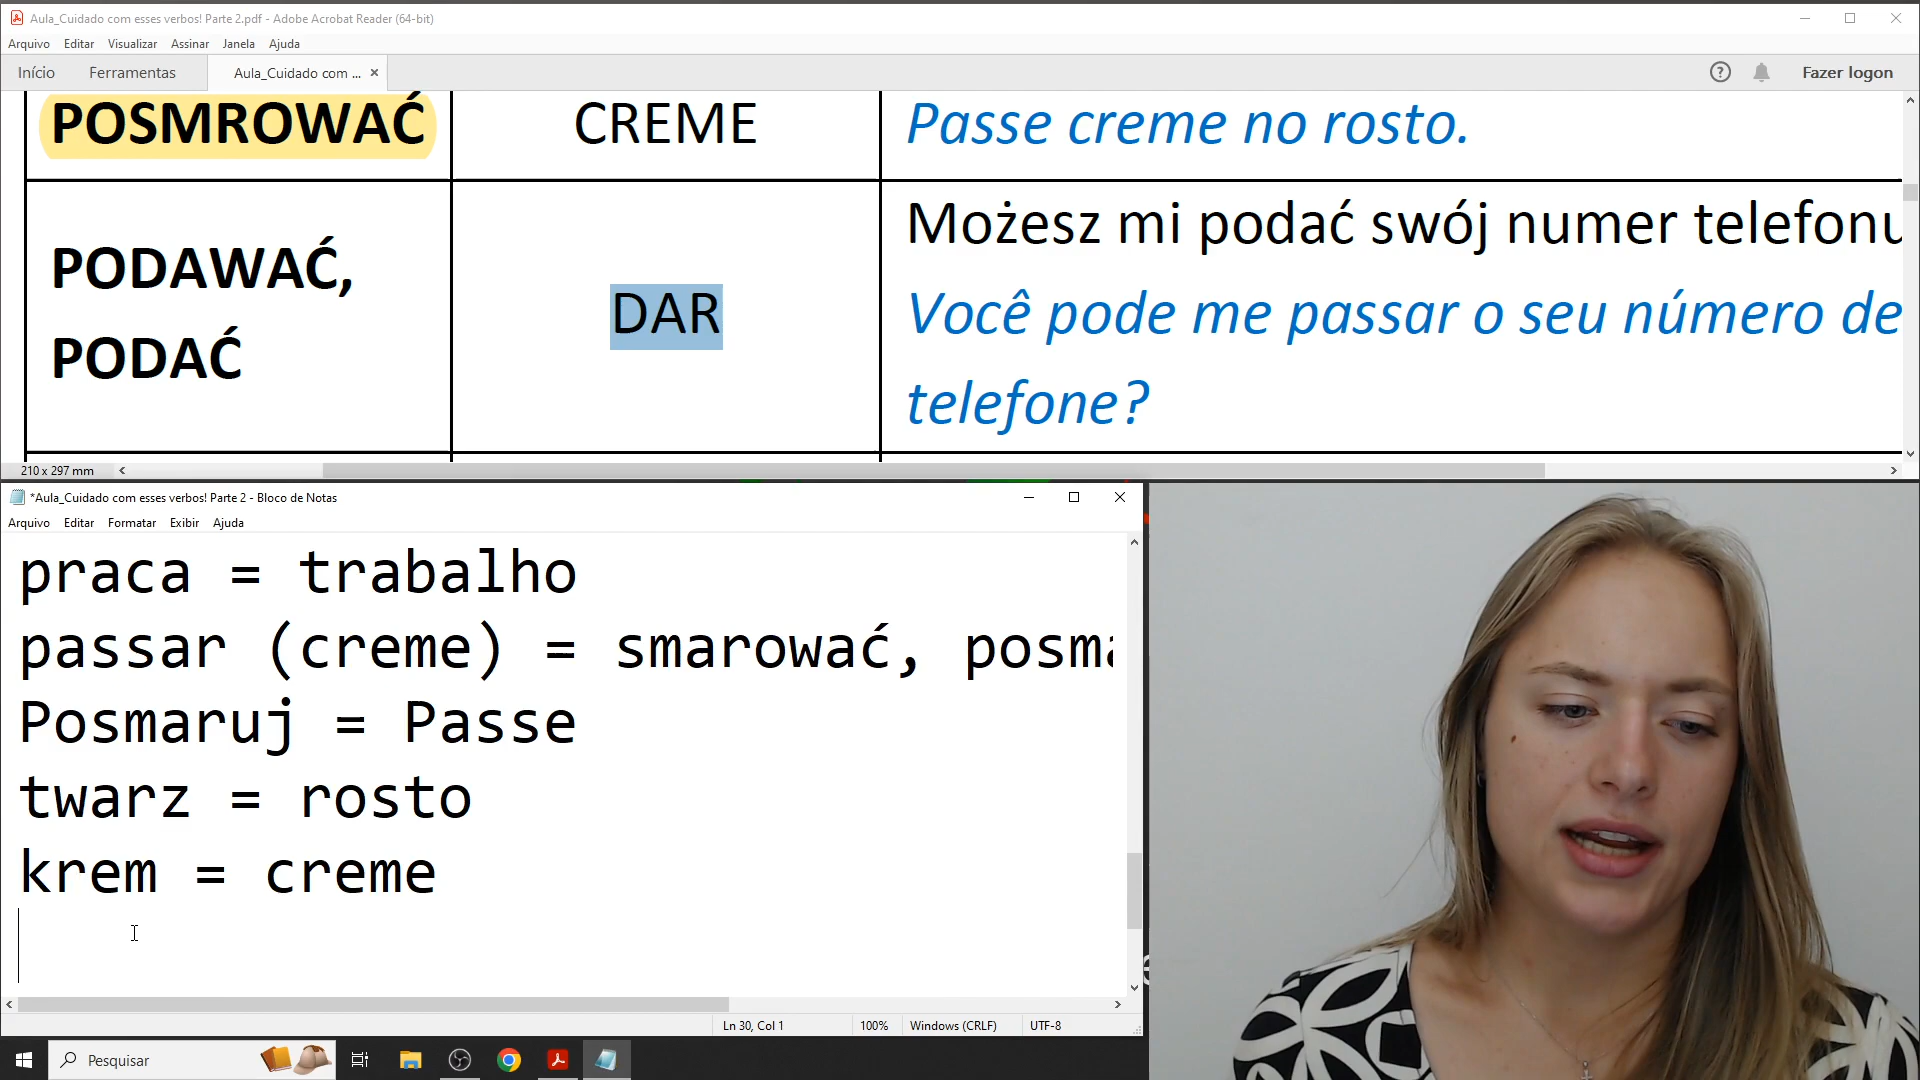 Aula_Cuidado com esses verbos! Parte 2.pdf - Adobe Acrobat Reader (64-bit)
Arquivo Editar Visualizar Assinar Janela Ajuda
Início Ferramentas Aula_Cuidado com ... × Fazer logon
POSMROWAĆ CREME Passe creme no rosto.
PODAWAĆ,
PODAĆ
DAR
Możesz mi podać swój numer telefonu
Você pode me passar o seu número de
telefone?
210 x 297 mm
*Aula_Cuidado com esses verbos! Parte 2 - Bloco de Notas
Arquivo Editar Formatar Exibir Ajuda
praca = trabalho
passar (creme) = smarować, posma
Posmaruj = Passe
twarz = rosto
krem = creme
Ln 30, Col 1 100% Windows (CRLF) UTF-8
Pesquisar